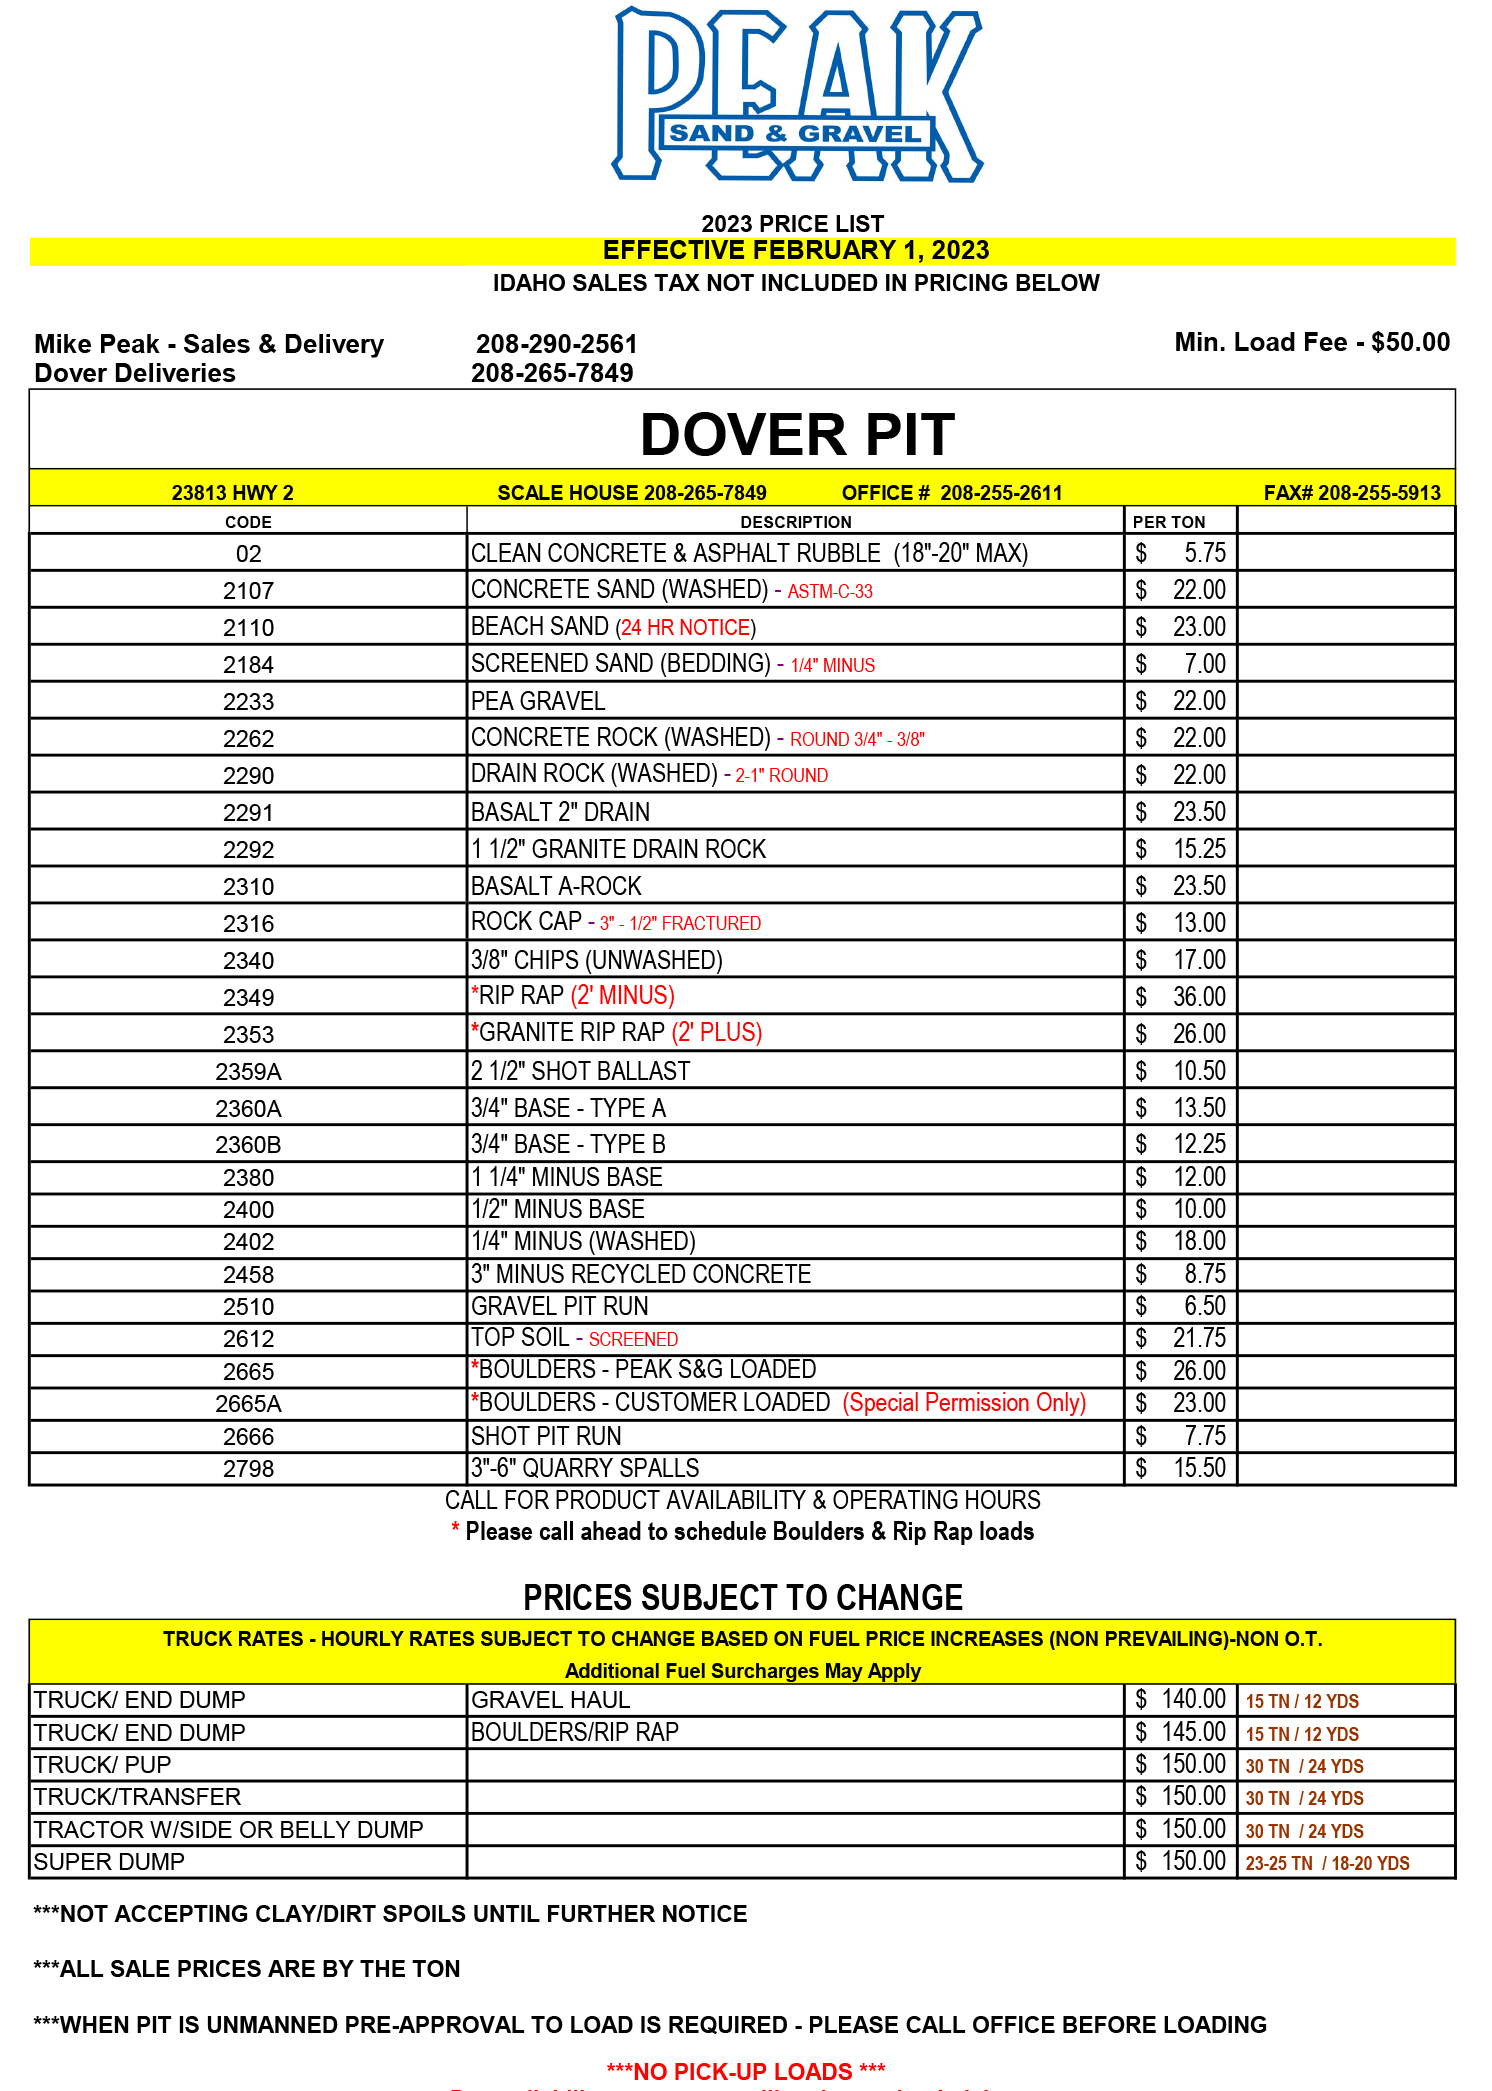 PEAK
SAND & GRAVEL
2023 PRICE LIST
EFFECTIVE FEBRUARY 1, 2023
IDAHO SALES TAX NOT INCLUDED IN PRICING BELOW
Mike Peak - Sales & Delivery 208-290-2561 Min. Load Fee - $50.00
Dover Deliveries 208-265-7849
DOVER PIT
23813 HWY 2 SCALE HOUSE 208-265-7849 OFFICE # 208-255-2611 FAX# 208-255-5913
CODE DESCRIPTION PER TON
02 CLEAN CONCRETE & ASPHALT RUBBLE (18"-20" MAX) $ 5.75
2107 CONCRETE SAND (WASHED) - ASTM-C-33 $ 22.00
2110 BEACH SAND (24 HR NOTICE) $ 23.00
2184 SCREENED SAND (BEDDING) - 1/4" MINUS $ 7.00
2233 PEA GRAVEL $ 22.00
2262 CONCRETE ROCK (WASHED) - ROUND 3/4" - 3/8" $ 22.00
2290 DRAIN ROCK (WASHED) - 2-1" ROUND $ 22.00
2291 BASALT 2" DRAIN $ 23.50
2292 1 1/2" GRANITE DRAIN ROCK $ 15.25
2310 BASALT A-ROCK $ 23.50
2316 ROCK CAP - 3" - 1/2" FRACTURED $ 13.00
2340 3/8" CHIPS (UNWASHED) $ 17.00
2349 *RIP RAP (2' MINUS) $ 36.00
2353 *GRANITE RIP RAP (2' PLUS) $ 26.00
2359A 2 1/2" SHOT BALLAST $ 10.50
2360A 3/4" BASE - TYPE A $ 13.50
2360B 3/4" BASE - TYPE B $ 12.25
2380 1 1/4" MINUS BASE $ 12.00
2400 1/2" MINUS BASE $ 10.00
2402 1/4" MINUS (WASHED) $ 18.00
2458 3" MINUS RECYCLED CONCRETE $ 8.75
2510 GRAVEL PIT RUN $ 6.50
2612 TOP SOIL - SCREENED $ 21.75
2665 *BOULDERS - PEAK S&G LOADED $ 26.00
2665A *BOULDERS - CUSTOMER LOADED (Special Permission Only) $ 23.00
2666 SHOT PIT RUN $ 7.75
2798 3"-6" QUARRY SPALLS $ 15.50
CALL FOR PRODUCT AVAILABILITY & OPERATING HOURS
* Please call ahead to schedule Boulders & Rip Rap loads
PRICES SUBJECT TO CHANGE
TRUCK RATES - HOURLY RATES SUBJECT TO CHANGE BASED ON FUEL PRICE INCREASES (NON PREVAILING)-NON O.T.
Additional Fuel Surcharges May Apply
TRUCK/ END DUMP GRAVEL HAUL $ 140.00 15 TN / 12 YDS
TRUCK/ END DUMP BOULDERS/RIP RAP $ 145.00 15 TN / 12 YDS
TRUCK/ PUP $ 150.00 30 TN / 24 YDS
TRUCK/TRANSFER $ 150.00 30 TN / 24 YDS
TRACTOR W/SIDE OR BELLY DUMP $ 150.00 30 TN / 24 YDS
SUPER DUMP $ 150.00 23-25 TN / 18-20 YDS
***NOT ACCEPTING CLAY/DIRT SPOILS UNTIL FURTHER NOTICE
***ALL SALE PRICES ARE BY THE TON
***WHEN PIT IS UNMANNED PRE-APPROVAL TO LOAD IS REQUIRED - PLEASE CALL OFFICE BEFORE LOADING
***NO PICK-UP LOADS ***